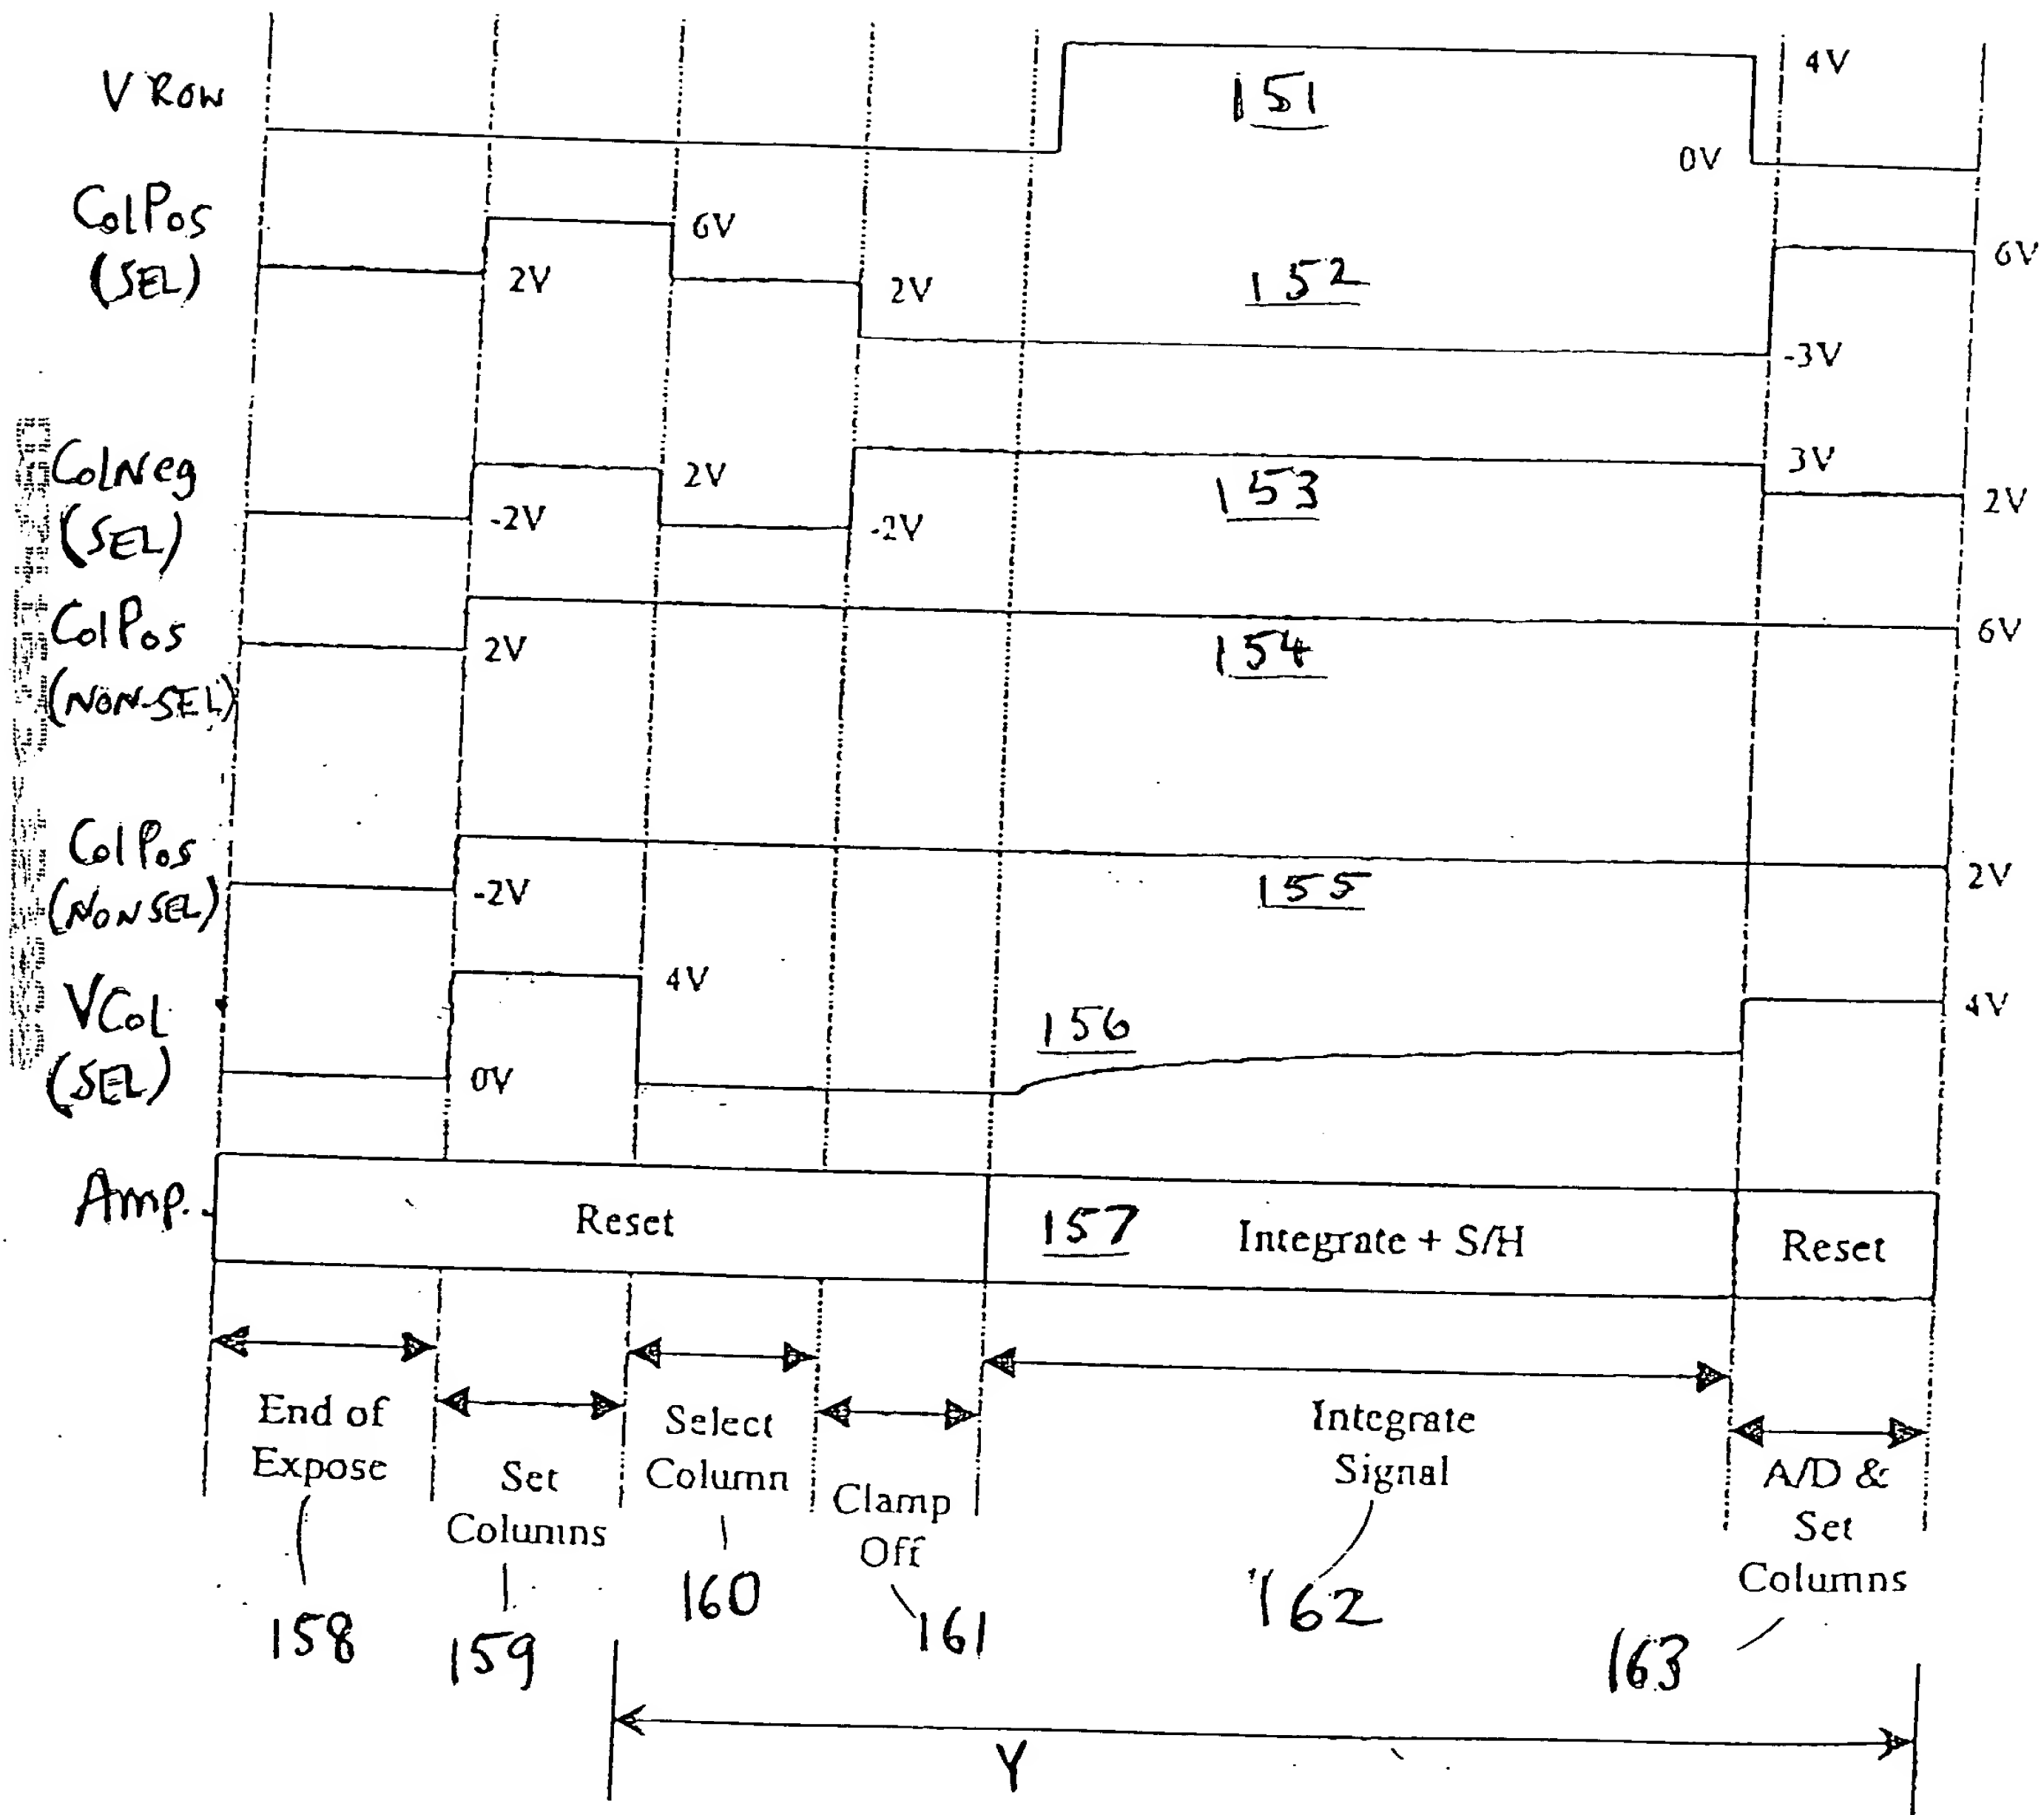 V Row
151
4V
0V
ColPos
(SEL)
2V
6V
2V
152
-3V
6V
ColNeg
(SEL)
-2V
2V
-2V
153
3V
2V
ColPos
(NON-SEL)
2V
154
6V
ColPos
(NONSEL)
-2V
155
2V
VCol
(SEL)
0V
4V
156
4V
Amp.
Reset
157
Integrate + S/H
Reset
End of
Expose
Set
Columns
Select
Column
Clamp
Off
Integrate
Signal
A/D &
Set
Columns
158
159
160
161
162
163
Y